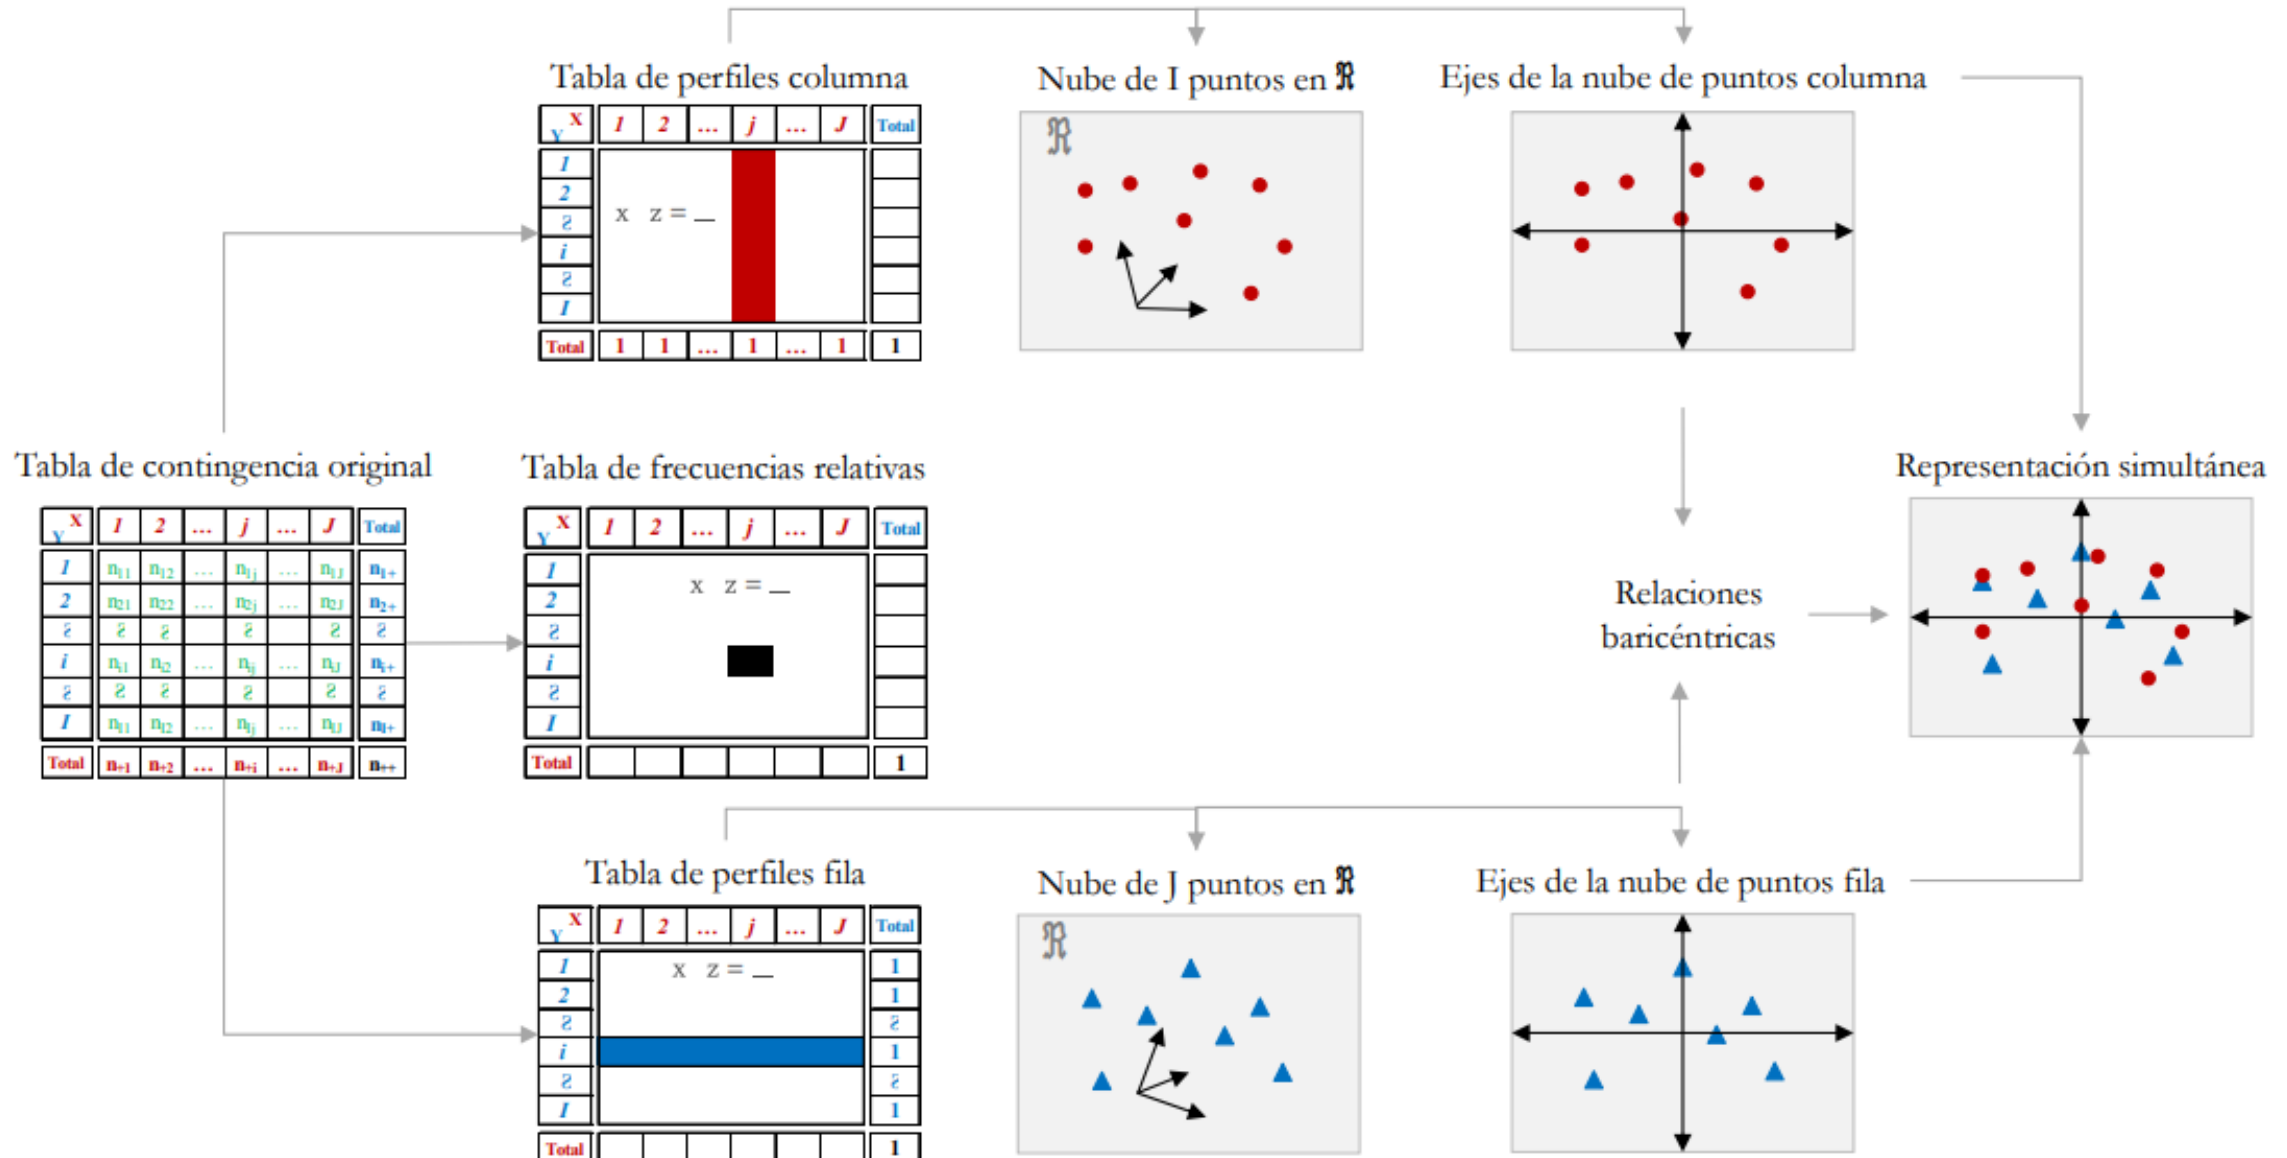 Tabla de perfiles columna
Nube de I puntos en ℜ
Ejes de la nube de puntos columna
Y X 1 2 ... j ... J Total
1
2
i
x z = _
I
Total 1 1 ... 1 ... 1 1
ℜ
Tabla de contingencia original
Y X 1 2 ... j ... J Total
1 n11 n12 ... n1j ... n1J n1+
2 n21 n22 ... n2j ... n2J n2+
i ni1 ni2 ... nij ... niJ ni+
I nI1 nI2 ... nIj ... nIJ nI+
Total n+1 n+2 ... n+i ... n+J n++
Tabla de frecuencias relativas
Y X 1 2 ... j ... J Total
1
x z = _
2
i
I
Total 1
Relaciones
baricéntricas
Representación simultánea
Tabla de perfiles fila
Nube de J puntos en ℜ
Ejes de la nube de puntos fila
Y X 1 2 ... j ... J Total
1 x z = _ 1
2 1
i 1
I 1
Total 1
ℜ